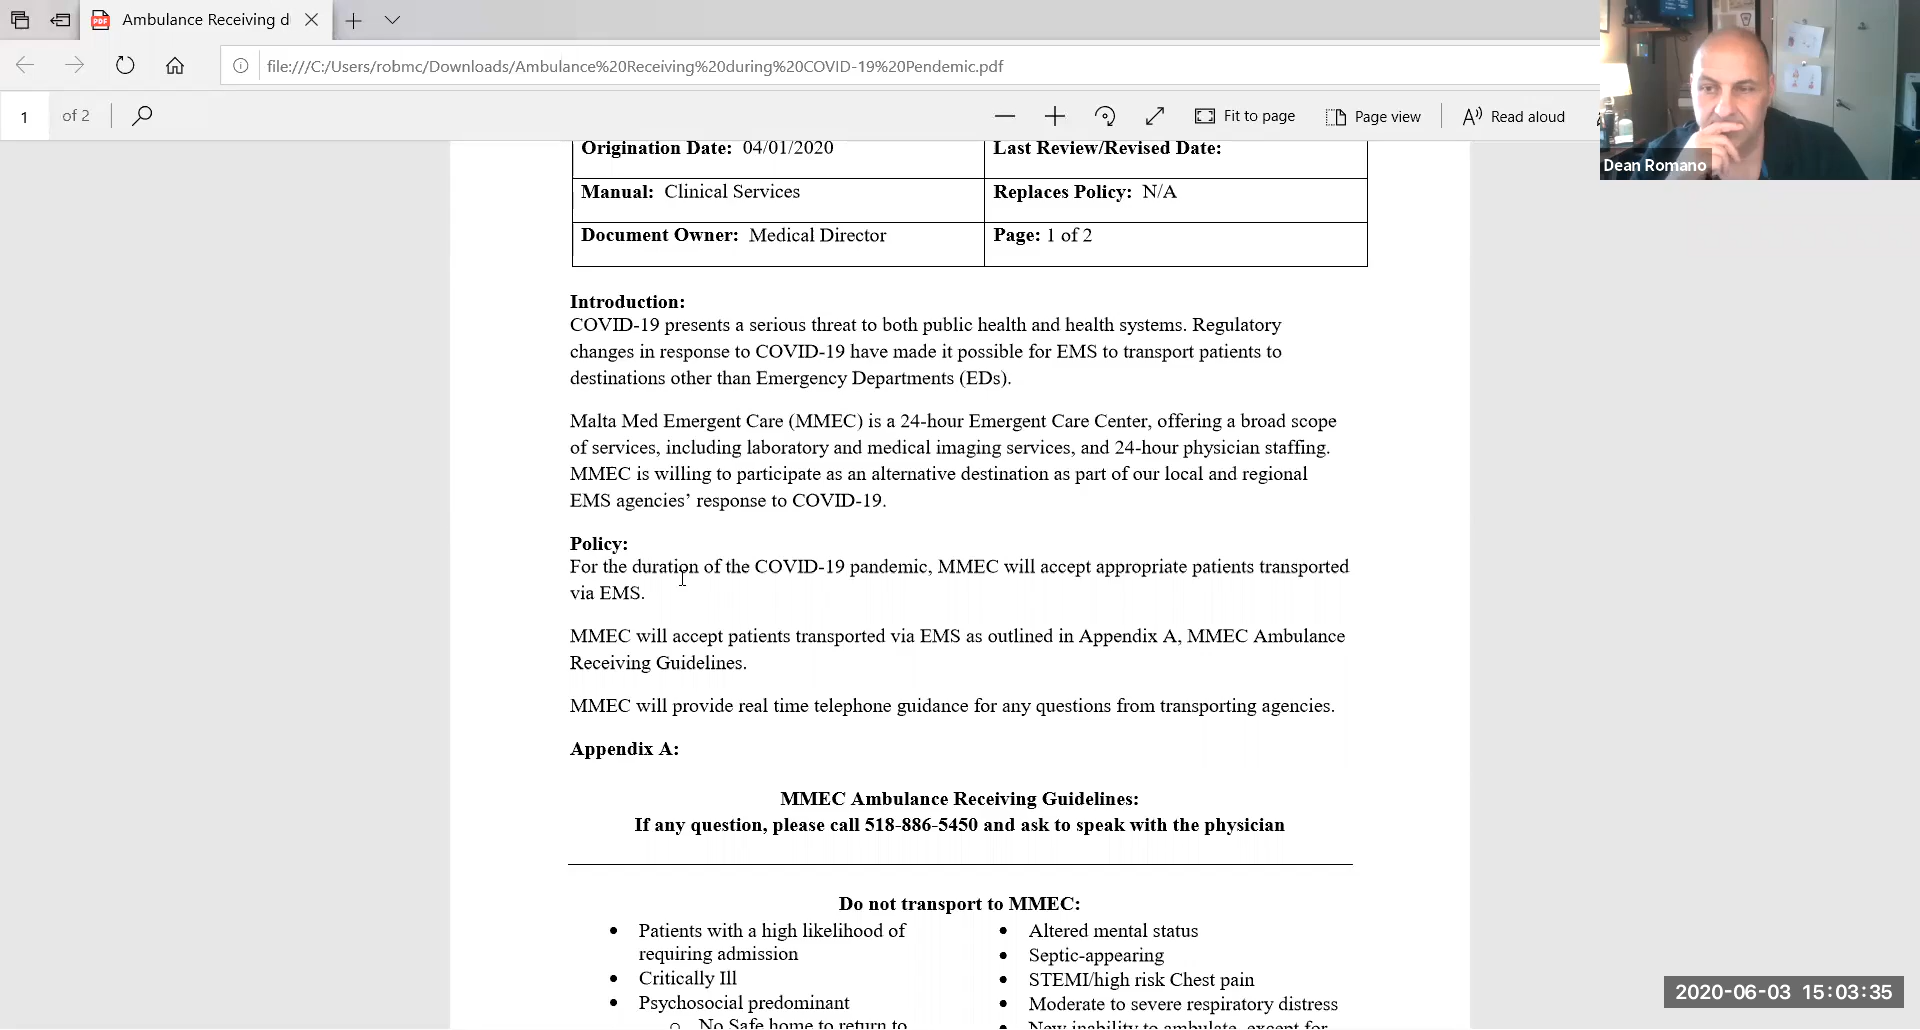 Ambulance Receiving d
file:///C:/Users/robmc/Downloads/Ambulance%20Receiving%20during%20COVID-19%20Pendemic.pdf
1 of 2
Fit to page
Page view
Read aloud
Dean Romano
Origination Date: 04/01/2020
Last Review/Revised Date:
Manual: Clinical Services
Replaces Policy: N/A
Document Owner: Medical Director
Page: 1 of 2
Introduction:
COVID-19 presents a serious threat to both public health and health systems. Regulatory
changes in response to COVID-19 have made it possible for EMS to transport patients to
destinations other than Emergency Departments (EDs).
Malta Med Emergent Care (MMEC) is a 24-hour Emergent Care Center, offering a broad scope
of services, including laboratory and medical imaging services, and 24-hour physician staffing.
MMEC is willing to participate as an alternative destination as part of our local and regional
EMS agencies’ response to COVID-19.
Policy:
For the duration of the COVID-19 pandemic, MMEC will accept appropriate patients transported
via EMS.
MMEC will accept patients transported via EMS as outlined in Appendix A, MMEC Ambulance
Receiving Guidelines.
MMEC will provide real time telephone guidance for any questions from transporting agencies.
Appendix A:
MMEC Ambulance Receiving Guidelines:
If any question, please call 518-886-5450 and ask to speak with the physician
Do not transport to MMEC:
• Patients with a high likelihood of
requiring admission
• Critically Ill
• Psychosocial predominant
o No Safe home to return to
• Altered mental status
• Septic-appearing
• STEMI/high risk Chest pain
• Moderate to severe respiratory distress
• New inability to ambulate, except for
2020-06-03 15:03:35